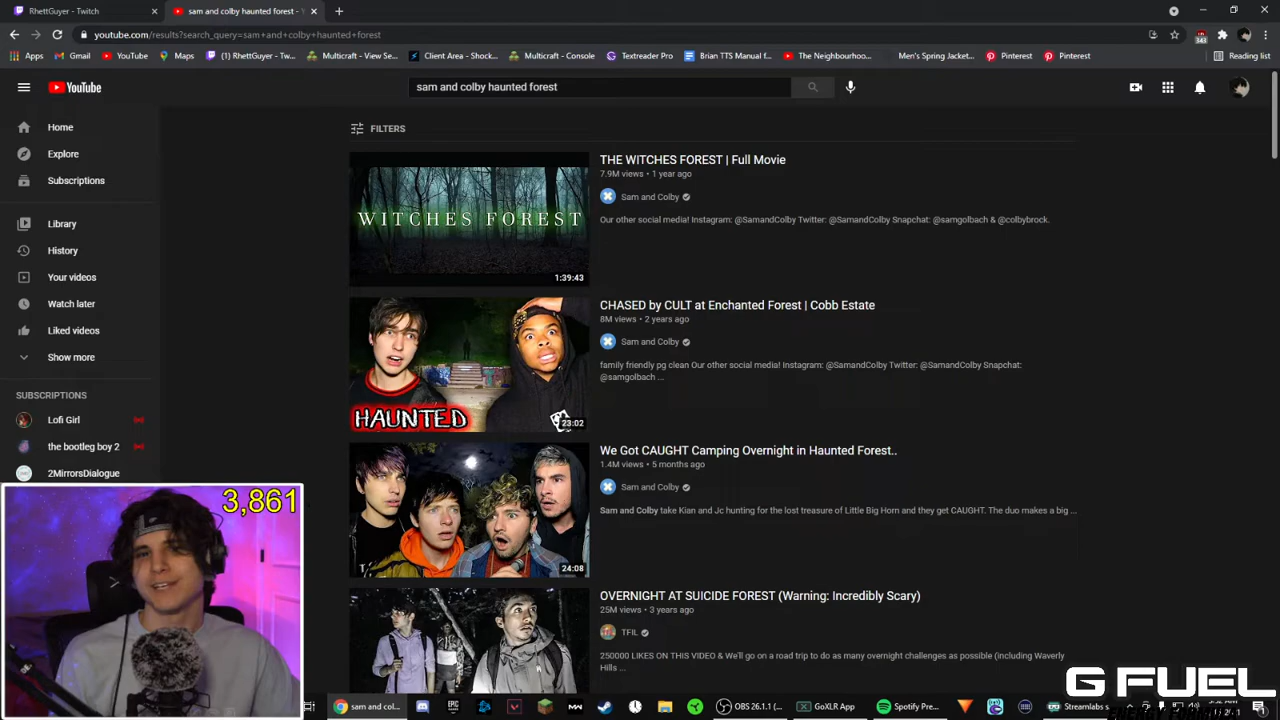 RhettGuyer - Twitch
sam and colby haunted forest - Y
youtube.com/results?search_query=sam+and+colby+haunted+forest
343
Apps
Gmail
YouTube
Maps
(1) RhettGuyer - Tw...
Multicraft - View Se...
Client Area - Short...
Multicraft - Console
Textreader Pro
Brian TTS Manual f...
The Neighbourhoo...
Men's Spring Jacket...
Pinterest
Pinterest
Reading list
YouTube
sam and colby haunted forest
Home
Explore
Subscriptions
Library
History
Your videos
Watch later
Liked videos
Show more
SUBSCRIPTIONS
Lofi Girl
the bootleg boy 2
2MirrorsDialogue
FILTERS
WITCHES FOREST
1:39:43
THE WITCHES FOREST | Full Movie
7.9M views • 1 year ago
Sam and Colby
Our other social media! Instagram: @SamandColby Twitter: @SamandColby Snapchat: @samgolbach & @colbybrock.
HAUNTED
23:02
CHASED by CULT at Enchanted Forest | Cobb Estate
8M views • 2 years ago
Sam and Colby
family friendly pg clean Our other social media! Instagram: @SamandColby Twitter: @SamandColby Snapchat:
@samgolbach ...
24:08
We Got CAUGHT Camping Overnight in Haunted Forest..
1.4M views • 5 months ago
Sam and Colby
Sam and Colby take Kian and Jc hunting for the lost treasure of Little Big Horn and they get CAUGHT. The duo makes a big ...
OVERNIGHT AT SUICIDE FOREST (Warning: Incredibly Scary)
25M views • 3 years ago
TFIL
250000 LIKES ON THIS VIDEO & We'll go on a road trip to do as many overnight challenges as possible (including Waverly
Hills ...
3,861
G FUEL
sam and col...
EPIC
GAMES
MW
OBS 26.1.1 (...
GoXLR App
Spotify Pre...
Streamlabs